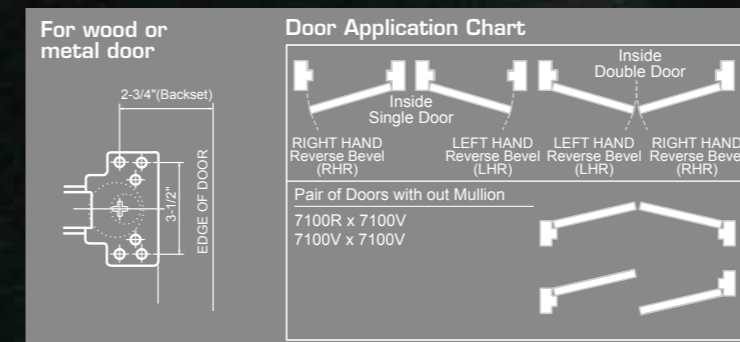 For wood or
metal door
2-3/4"(Backset)
3-1/2"
EDGE OF DOOR
Door Application Chart
Inside
Single Door
Inside
Double Door
RIGHT HAND
Reverse Bevel
(RHR)
LEFT HAND
Reverse Bevel
(LHR)
LEFT HAND
Reverse Bevel
(LHR)
RIGHT HAND
Reverse Beve
(RHR)
Pair of Doors with out Mullion
7100R x 7100V
7100V x 7100V